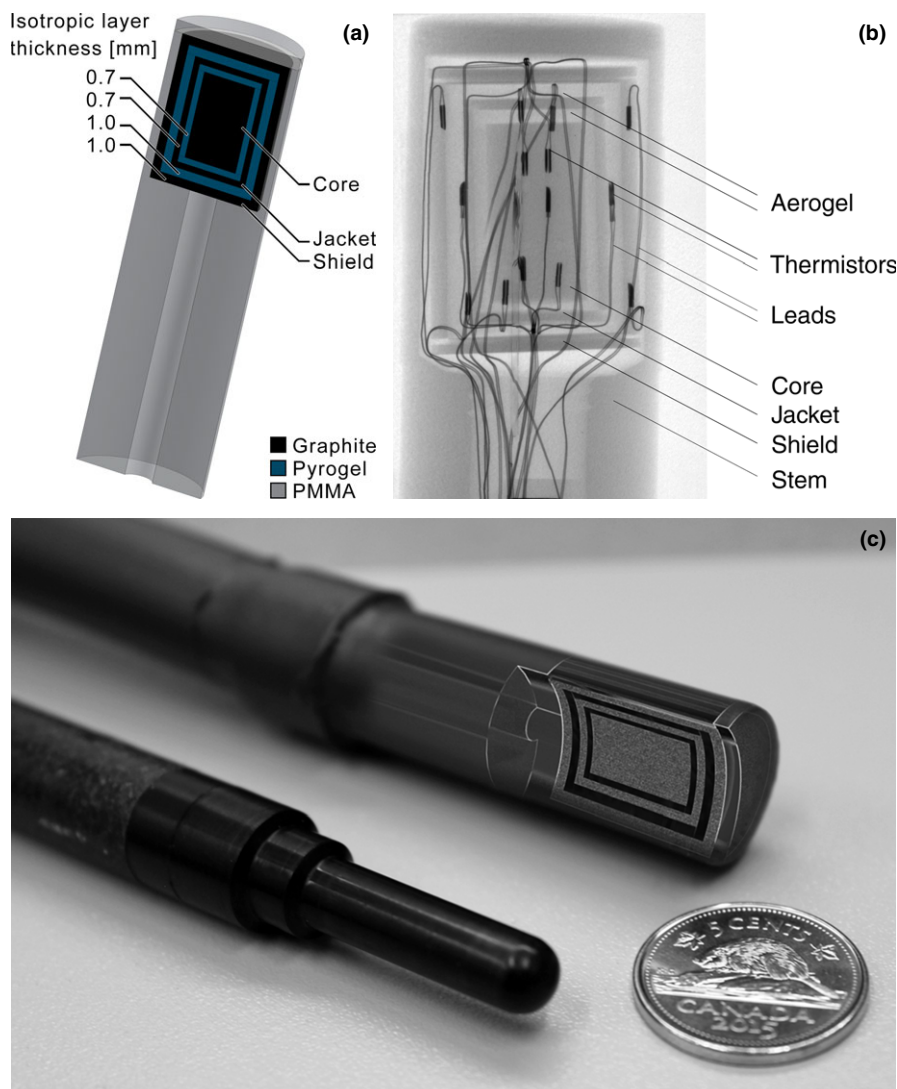 Isotropic layer
thickness [mm]
0.7
0.7
1.0
1.0
Core
Jacket
Shield
Graphite
Pyrogel
PMMA
(a)
(b)
Aerogel
Thermistors
Leads
Core
Jacket
Shield
Stem
(c)
5 CENTS
CANADA
2015